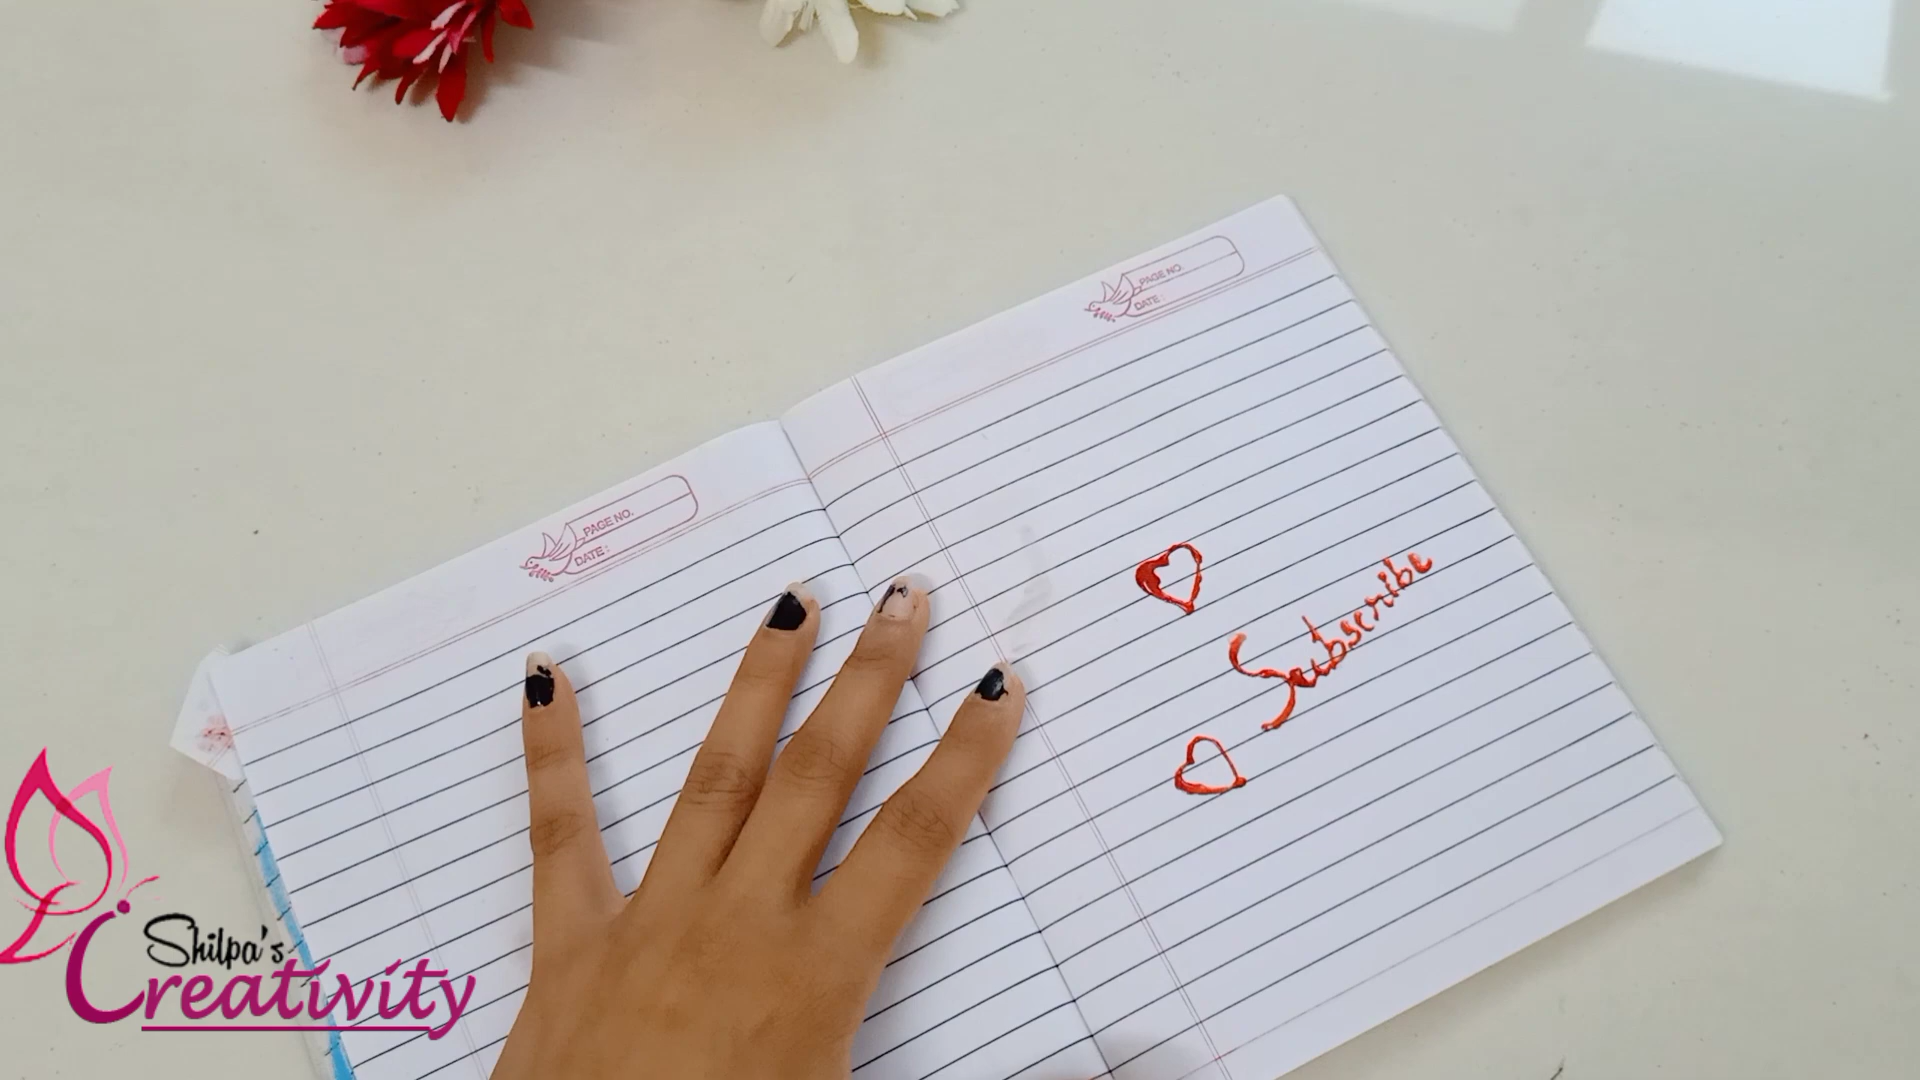 PAGE NO.
DATE :
PAGE NO.
DATE :
Subscribe
Shilpa's
Creativity